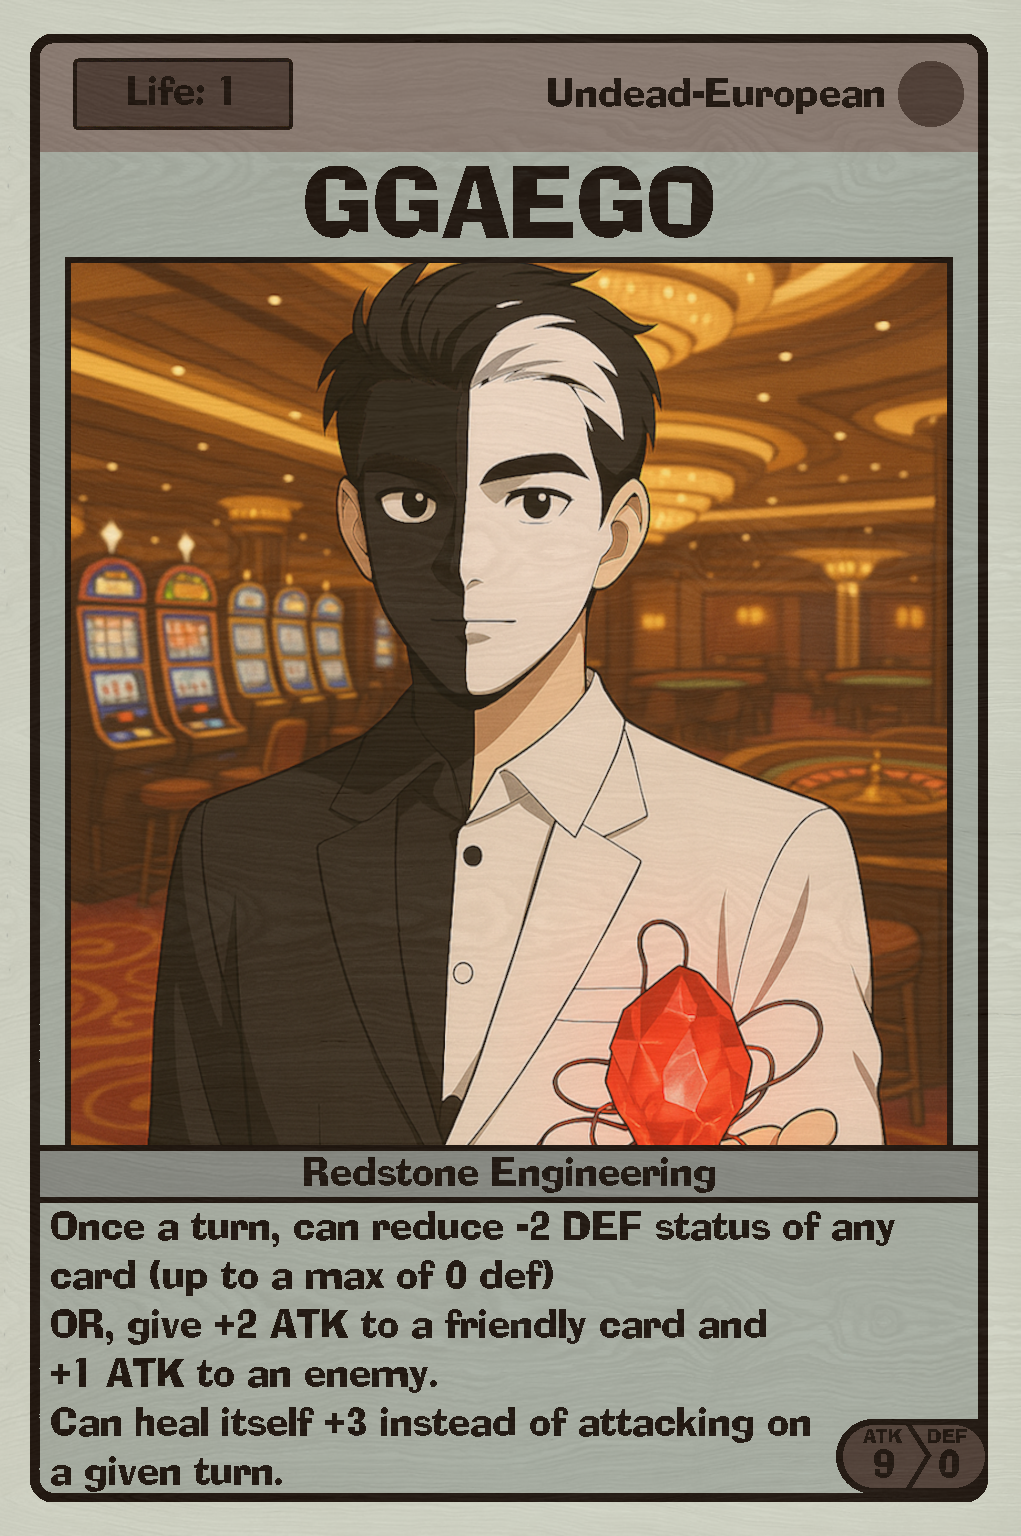 Life: 1
Undead-European
GGAEGO
Redstone Engineering
Once a turn, can reduce -2 DEF status of any
card (up to a max of 0 def)
OR, give +2 ATK to a friendly card and
+1 ATK to an enemy.
Can heal itself +3 instead of attacking on
a given turn.
ATK DEF
9 0